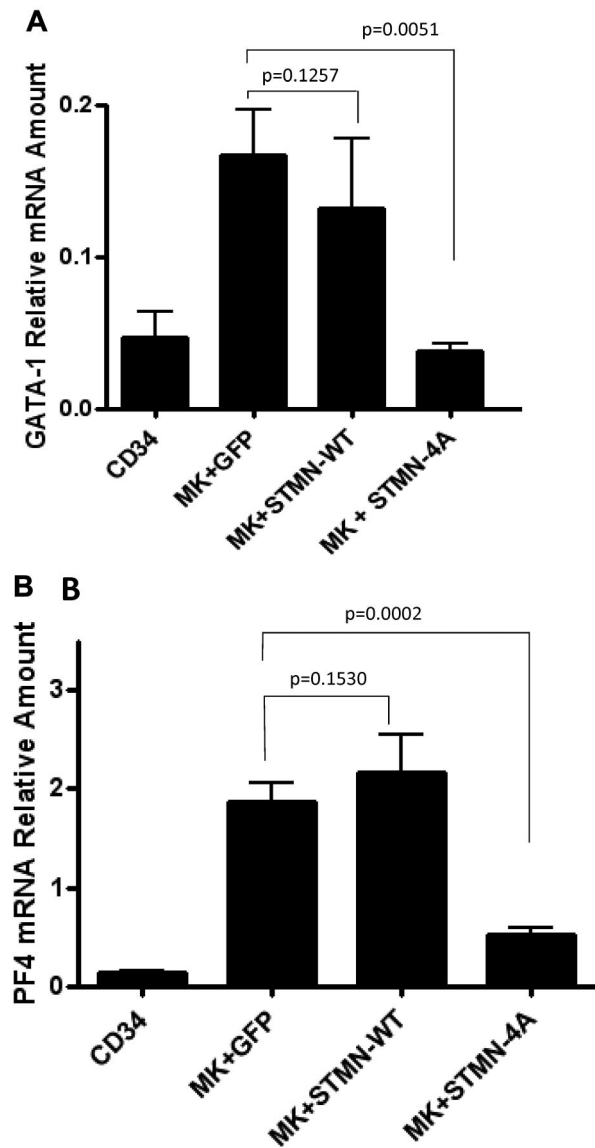 A
p=0.0051
p=0.1257
GATA-1 Relative mRNA Amount
0.2
0.1
0.0
CD34
MK+GFP
MK+STMN-WT
MK + STMN-4A
B B
p=0.0002
p=0.1530
PF4 mRNA Relative Amount
3
2
1
0
CD34
MK+GFP
MK+STMN-WT
MK+STMN-4A